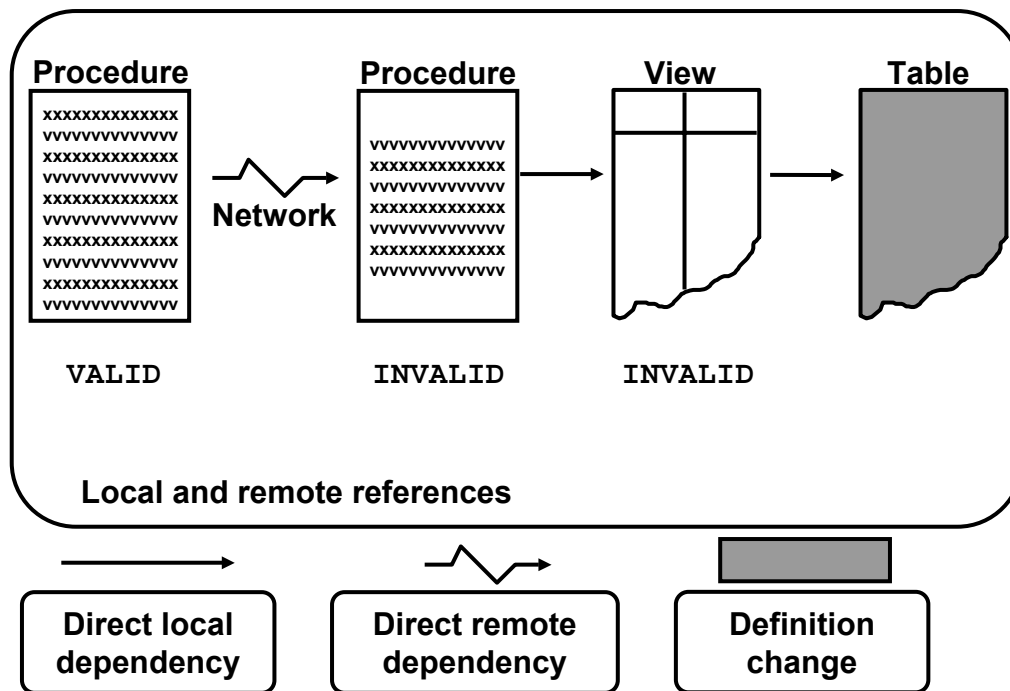 Procedure
Procedure
View
Table
xxxxxxxxxxxxxx
vvvvvvvvvvvvvv
xxxxxxxxxxxxxx
vvvvvvvvvvvvvv
xxxxxxxxxxxxxx
vvvvvvvvvvvvvv
xxxxxxxxxxxxxx
vvvvvvvvvvvvvv
xxxxxxxxxxxxxx
vvvvvvvvvvvvvv
Network
vvvvvvvvvvvvvv
xxxxxxxxxxxxxx
vvvvvvvvvvvvvv
xxxxxxxxxxxxxx
vvvvvvvvvvvvvv
xxxxxxxxxxxxxx
vvvvvvvvvvvvvv
VALID
INVALID
INVALID
Local and remote references
Direct local
dependency
Direct remote
dependency
Definition
change